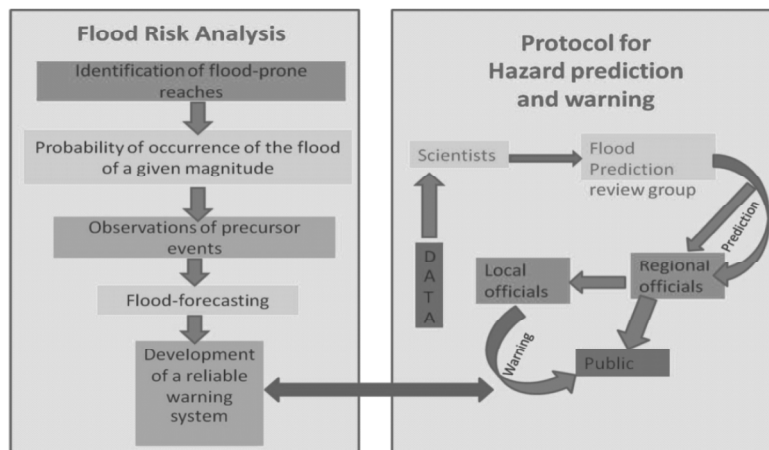 Flood Risk Analysis
Identification of flood-prone
reaches
Probability of occurrence of the flood
of a given magnitude
Observations of precursor
events
Flood-forecasting
Development
of a reliable
warning
system
Protocol for
Hazard prediction
and warning
Scientists
Flood
Prediction
review group
Prediction
DATA
Local
officials
Regional
officials
Warning
Public